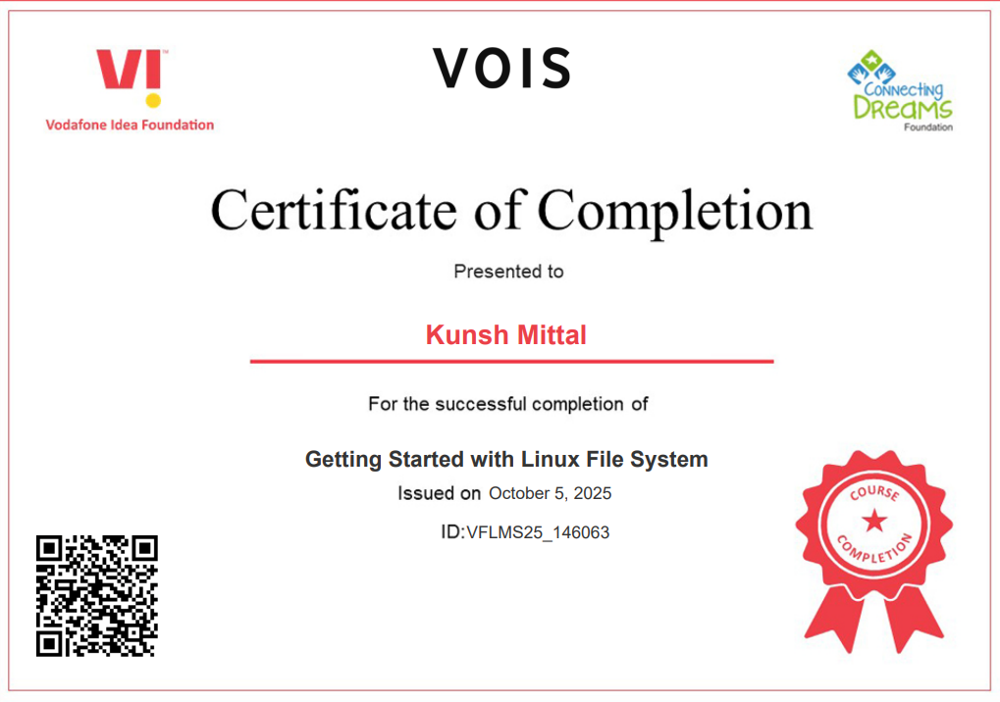 VI™
Vodafone Idea Foundation
VOIS
CONNECTING
DREAMS
Foundation
Certificate of Completion
Presented to
Kunsh Mittal
For the successful completion of
Getting Started with Linux File System
Issued on October 5, 2025
ID:VFLMS25_146063
COURSE
COMPLETION